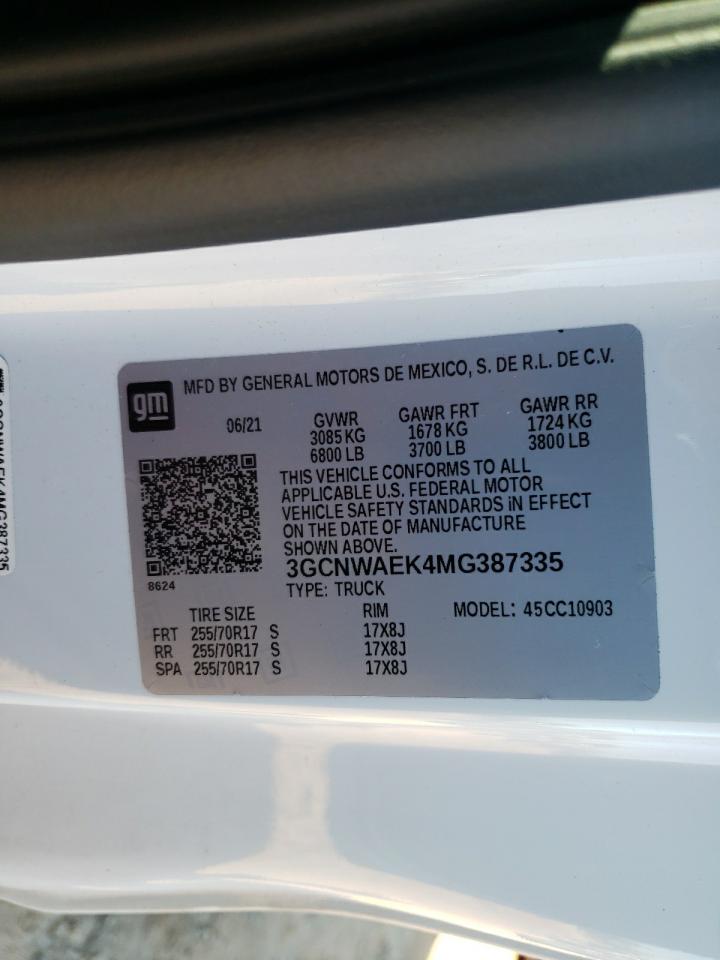 gm
MFD BY GENERAL MOTORS DE MEXICO, S. DE R.L. DE C.V.
06/21 GVWR GAWR FRT GAWR RR
3085 KG 1678 KG 1724 KG
6800 LB 3700 LB 3800 LB
THIS VEHICLE CONFORMS TO ALL
APPLICABLE U.S. FEDERAL MOTOR
VEHICLE SAFETY STANDARDS iN EFFECT
ON THE DATE OF MANUFACTURE
SHOWN ABOVE.
8624
3GCNWAEK4MG387335
TYPE: TRUCK
TIRE SIZE RIM MODEL: 45CC10903
FRT 255/70R17 S 17X8J
RR 255/70R17 S 17X8J
SPA 255/70R17 S 17X8J